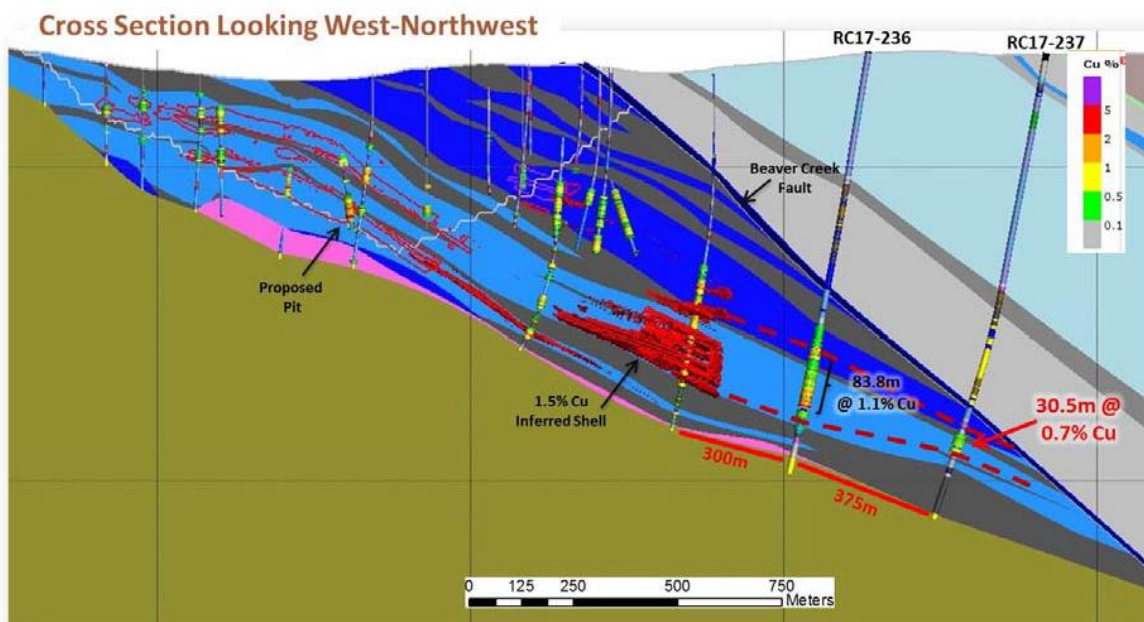 Cross Section Looking West-Northwest
RC17-236
RC17-237
Cu %
5
2
1
0.5
0.1
Beaver Creek
Fault
Proposed
Pit
1.5% Cu
Inferred Shell
83.8m
@ 1.1% Cu
30.5m @
0.7% Cu
300m
375m
0 125 250 500 750
Meters